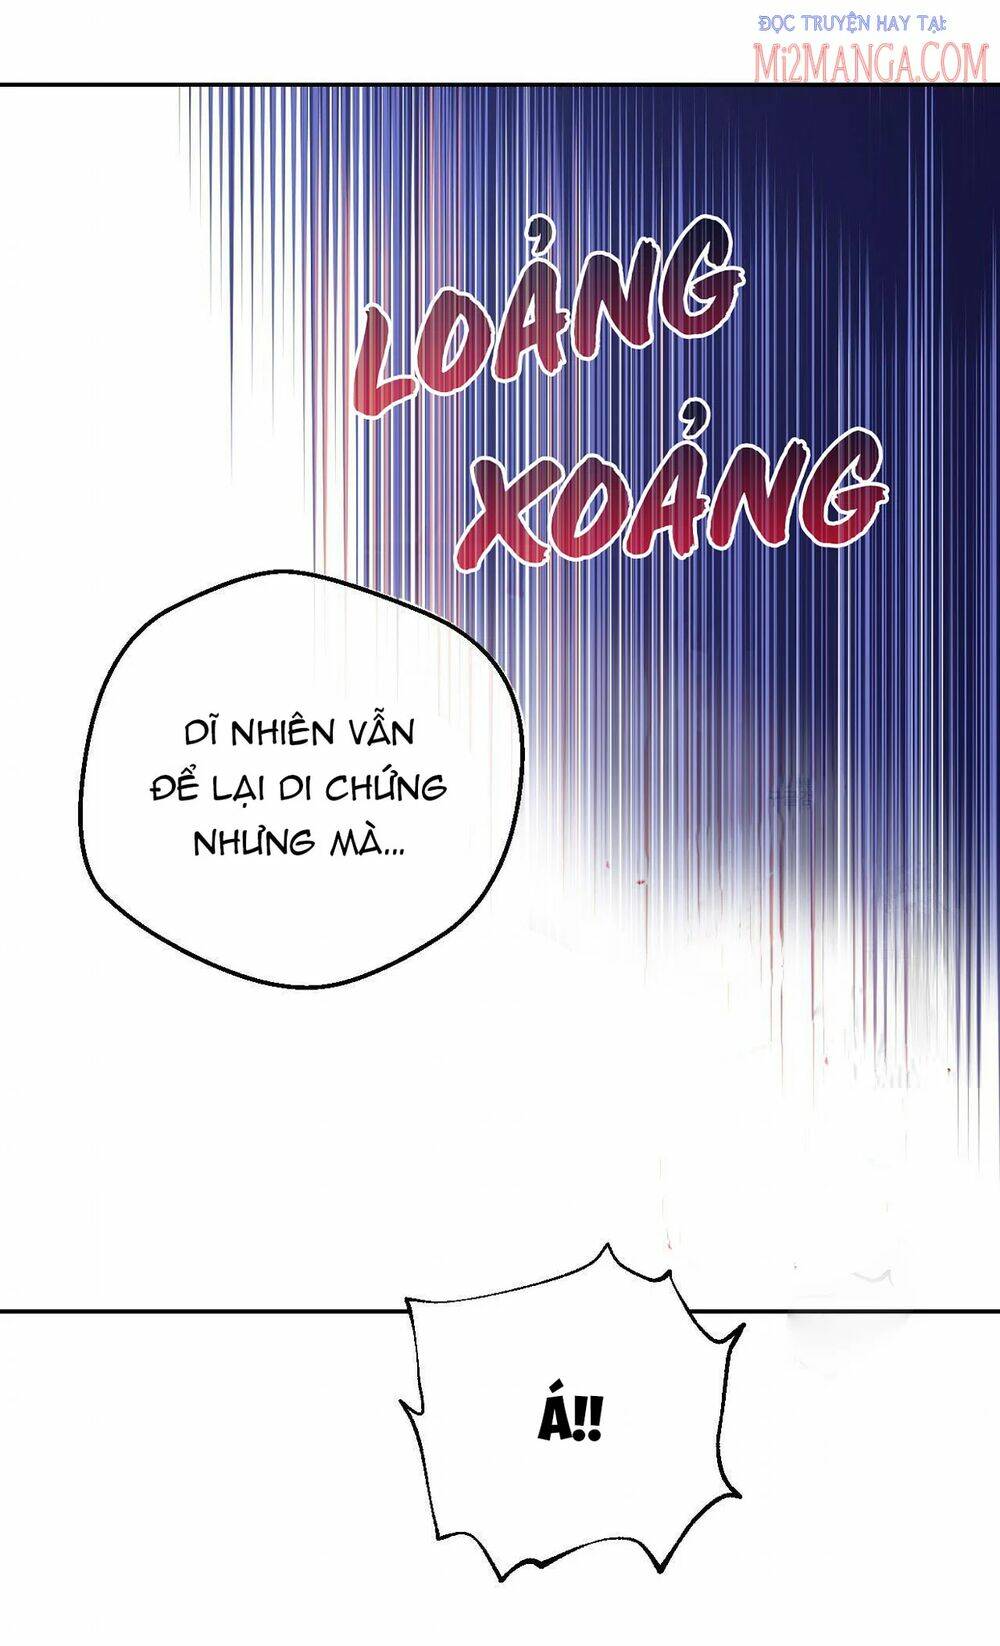 ĐỌC TRUYỆN HAY TẠI:
MI2MANGA.COM
LOẢNG
XOẢNG
DĨ NHIÊN VẪN
ĐỂ LẠI DI CHỨNG
NHƯNG MÀ...
Á!!